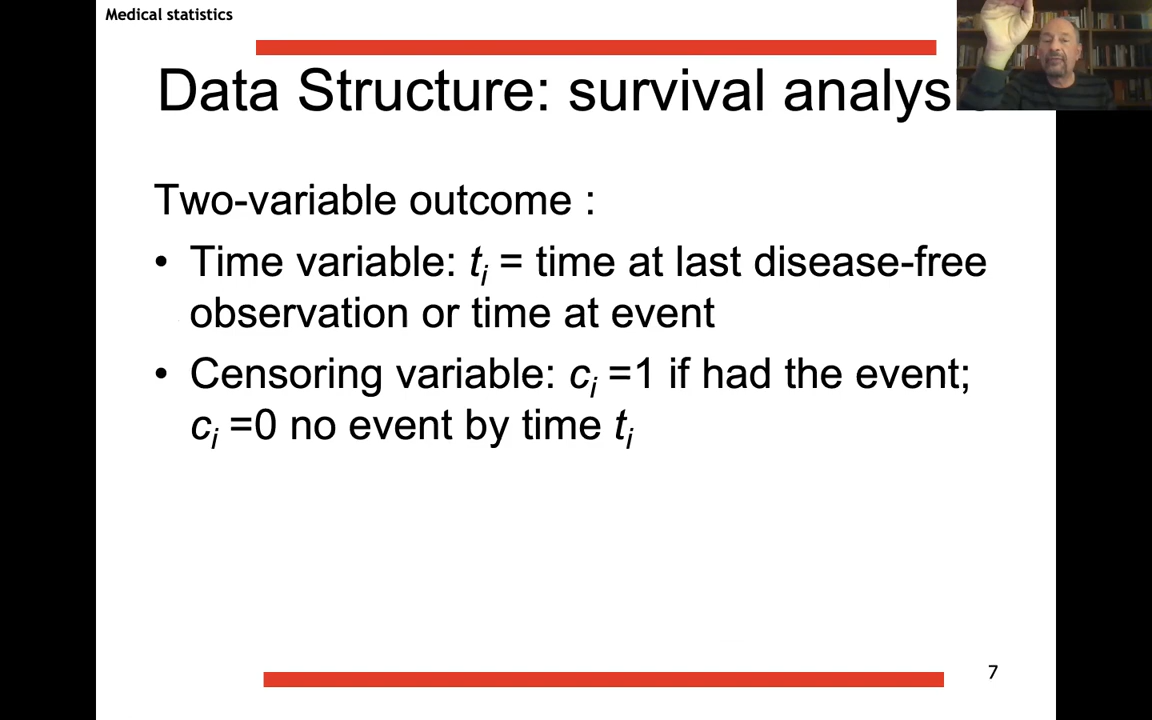 Medical statistics
Data Structure: survival analys
Two-variable outcome :
• Time variable: tᵢ = time at last disease-free
observation or time at event
• Censoring variable: cᵢ =1 if had the event;
cᵢ =0 no event by time tᵢ
7